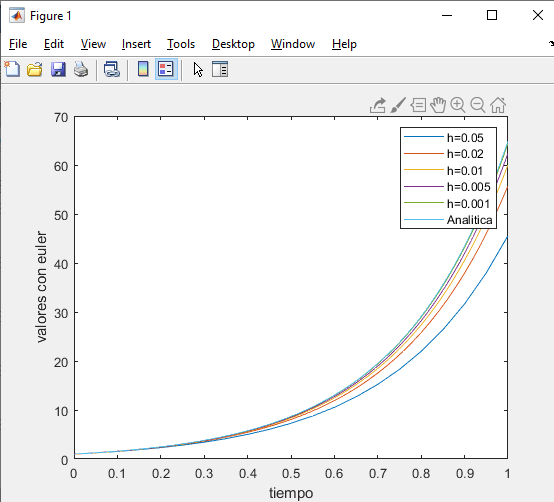 Figure 1
File Edit View Insert Tools Desktop Window Help
70
60
50
40
30
20
10
0
valores con euler
h=0.05
h=0.02
h=0.01
h=0.005
h=0.001
Analitica
0 0.1 0.2 0.3 0.4 0.5 0.6 0.7 0.8 0.9 1
tiempo